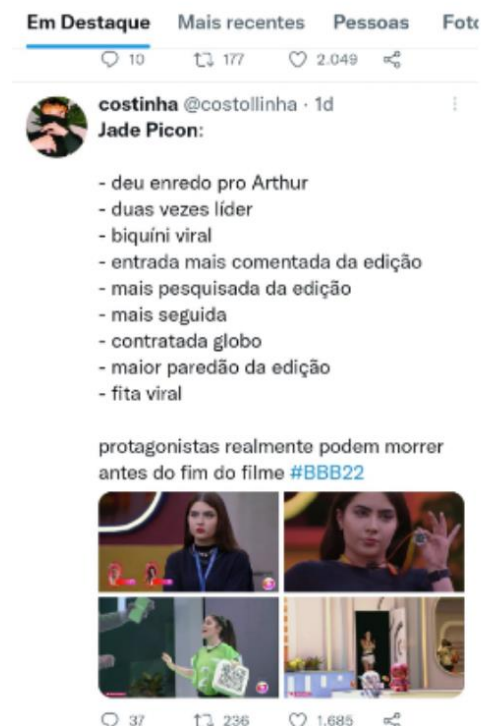 Em Destaque Mais recentes Pessoas Foto
10 177 2.049
costinha @costollinha · 1d
Jade Picon:
- deu enredo pro Arthur
- duas vezes líder
- biquíni viral
- entrada mais comentada da edição
- mais pesquisada da edição
- mais seguida
- contratada globo
- maior paredão da edição
- fita viral
protagonistas realmente podem morrer
antes do fim do filme #BBB22
37 236 1.685